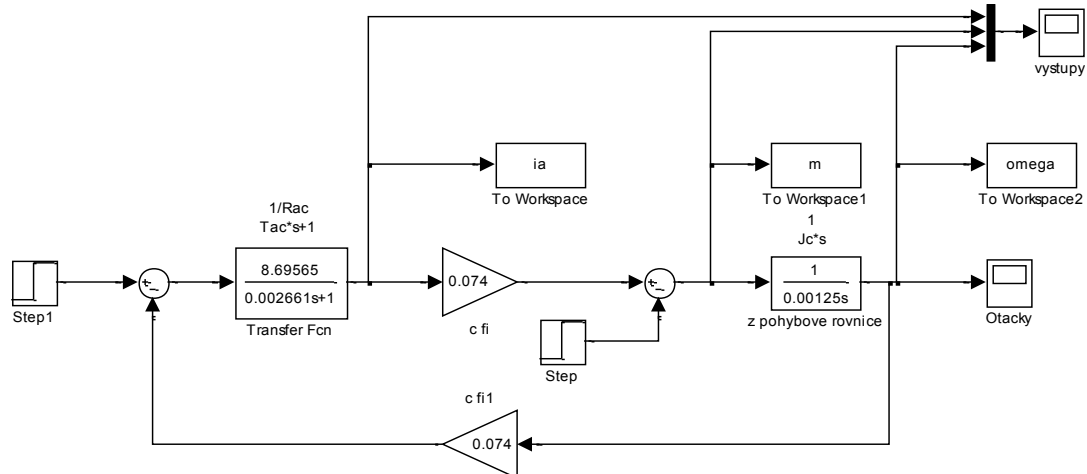 vystupy
ia
To Workspace
m
To Workspace1
omega
To Workspace2
1/Rac
Tac*s+1
1
Jc*s
Step1
+
-
8.69565
0.002661s+1
Transfer Fcn
0.074
c fi
+
-
Step
1
0.00125s
z pohybove rovnice
Otacky
c fi1
0.074